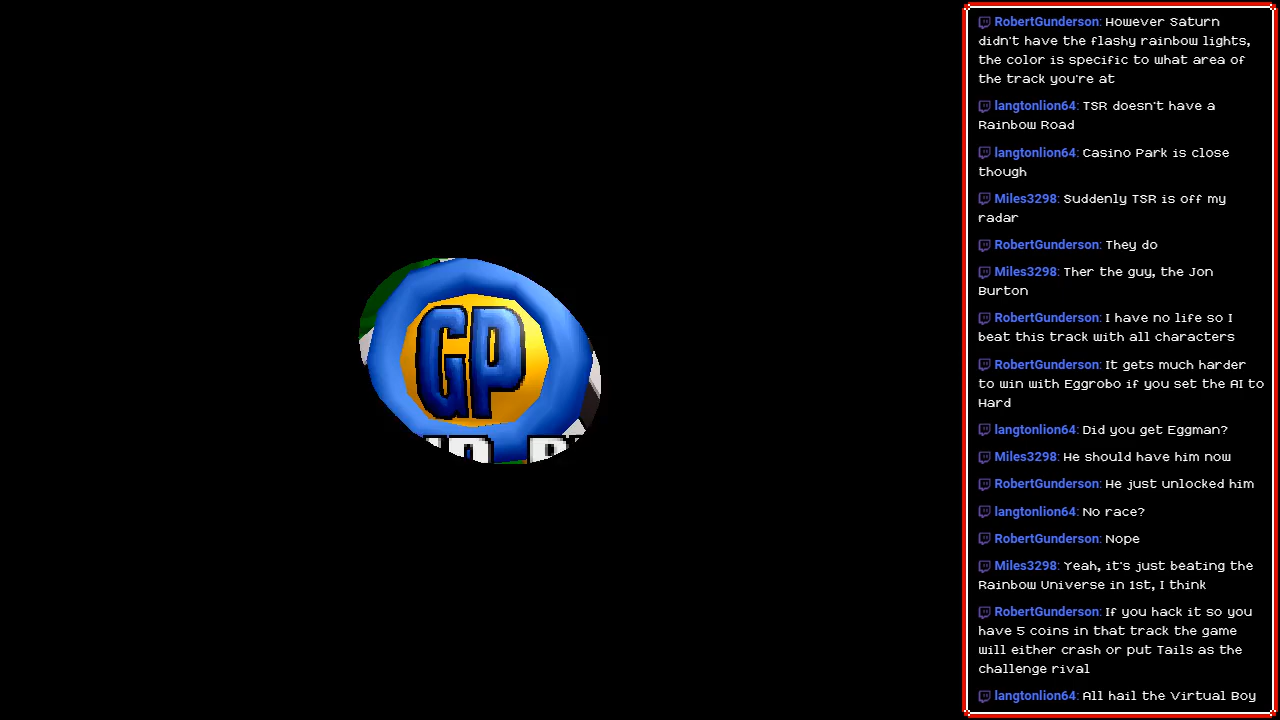 GP
RobertGunderson: However Saturn
didn't have the flashy rainbow lights,
the color is specific to what area of
the track you're at
langtonlion64: TSR doesn't have a
Rainbow Road
langtonlion64: Casino Park is close
though
Miles3298: Suddenly TSR is off my
radar
RobertGunderson: They do
Miles3298: Ther the guy, the Jon
Burton
RobertGunderson: I have no life so I
beat this track with all characters
RobertGunderson: It gets much harder
to win with Eggrobo if you set the AI to
Hard
langtonlion64: Did you get Eggman?
Miles3298: He should have him now
RobertGunderson: He just unlocked him
langtonlion64: No race?
RobertGunderson: Nope
Miles3298: Yeah, it's just beating the
Rainbow Universe in 1st, I think
RobertGunderson: If you hack it so you
have 5 coins in that track the game
will either crash or put Tails as the
challenge rival
langtonlion64: All hail the Virtual Boy